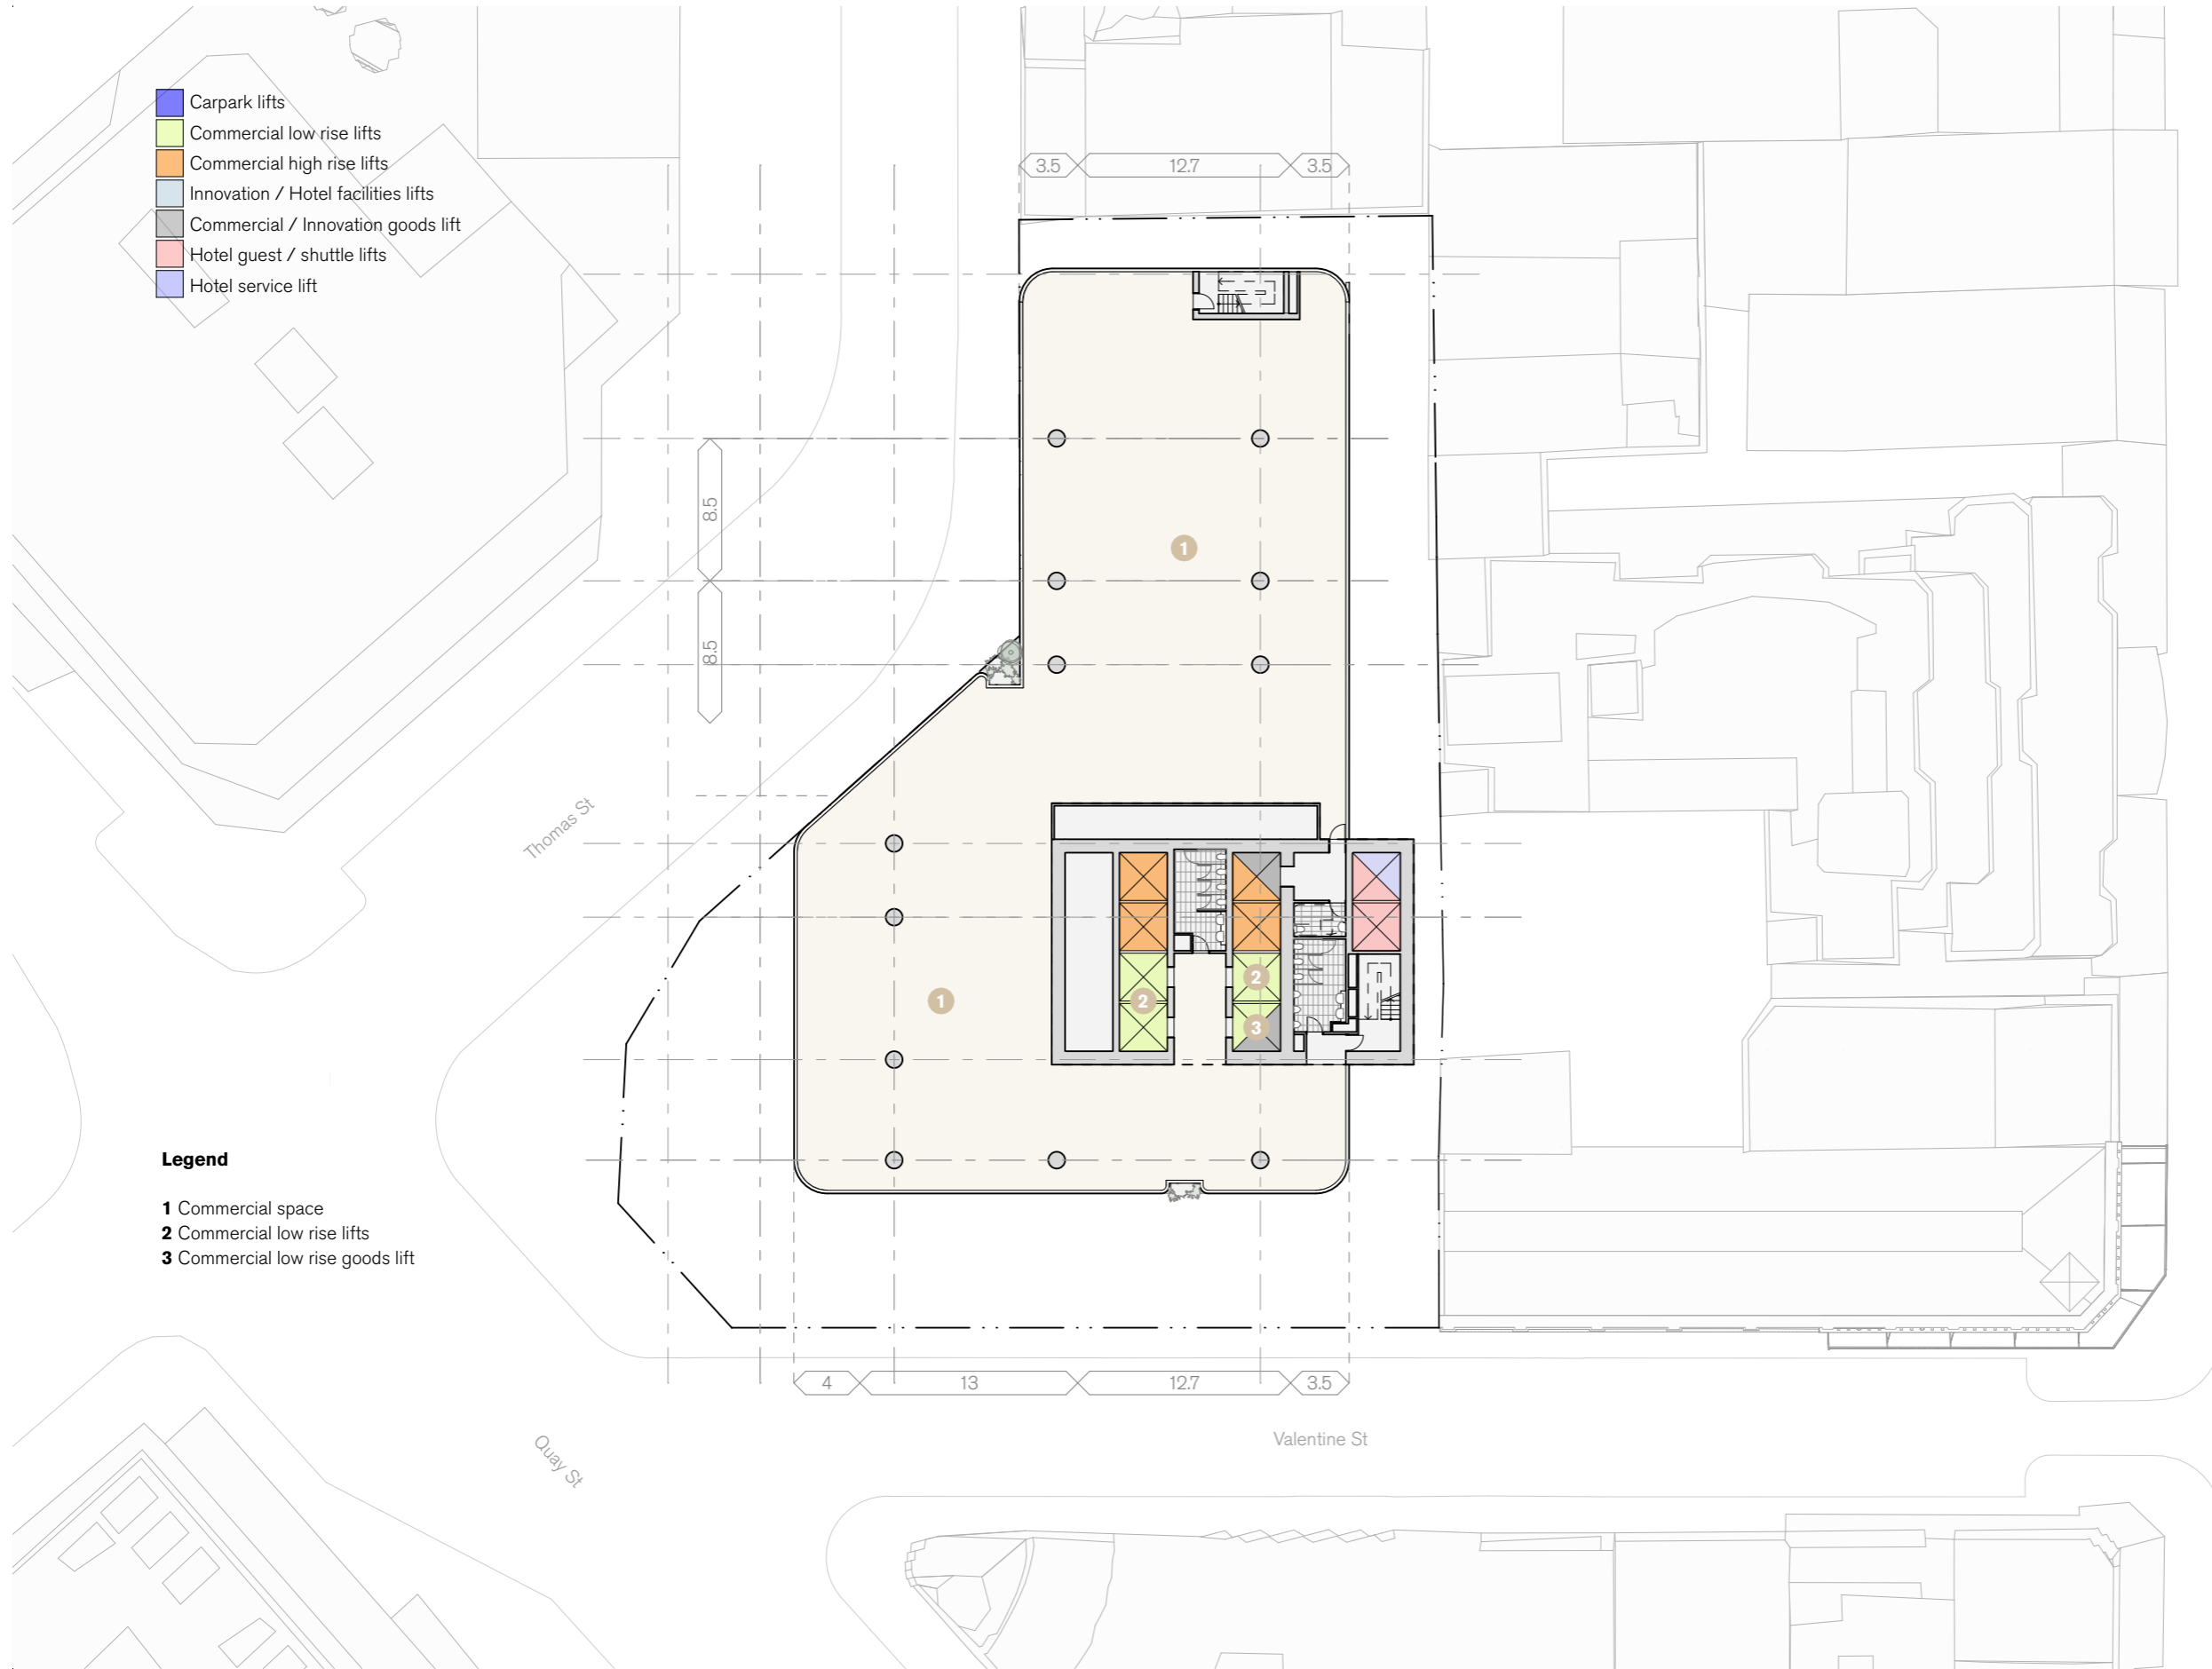 Carpark lifts
Commercial low rise lifts
Commercial high rise lifts
Innovation / Hotel facilities lifts
Commercial / Innovation goods lift
Hotel guest / shuttle lifts
Hotel service lift
3.5 12.7 3.5
8.5
1
8.5
Thomas St
2
1 2
3
Legend
1 Commercial space
2 Commercial low rise lifts
3 Commercial low rise goods lift
4 13 12.7 3.5
Quay St
Valentine St